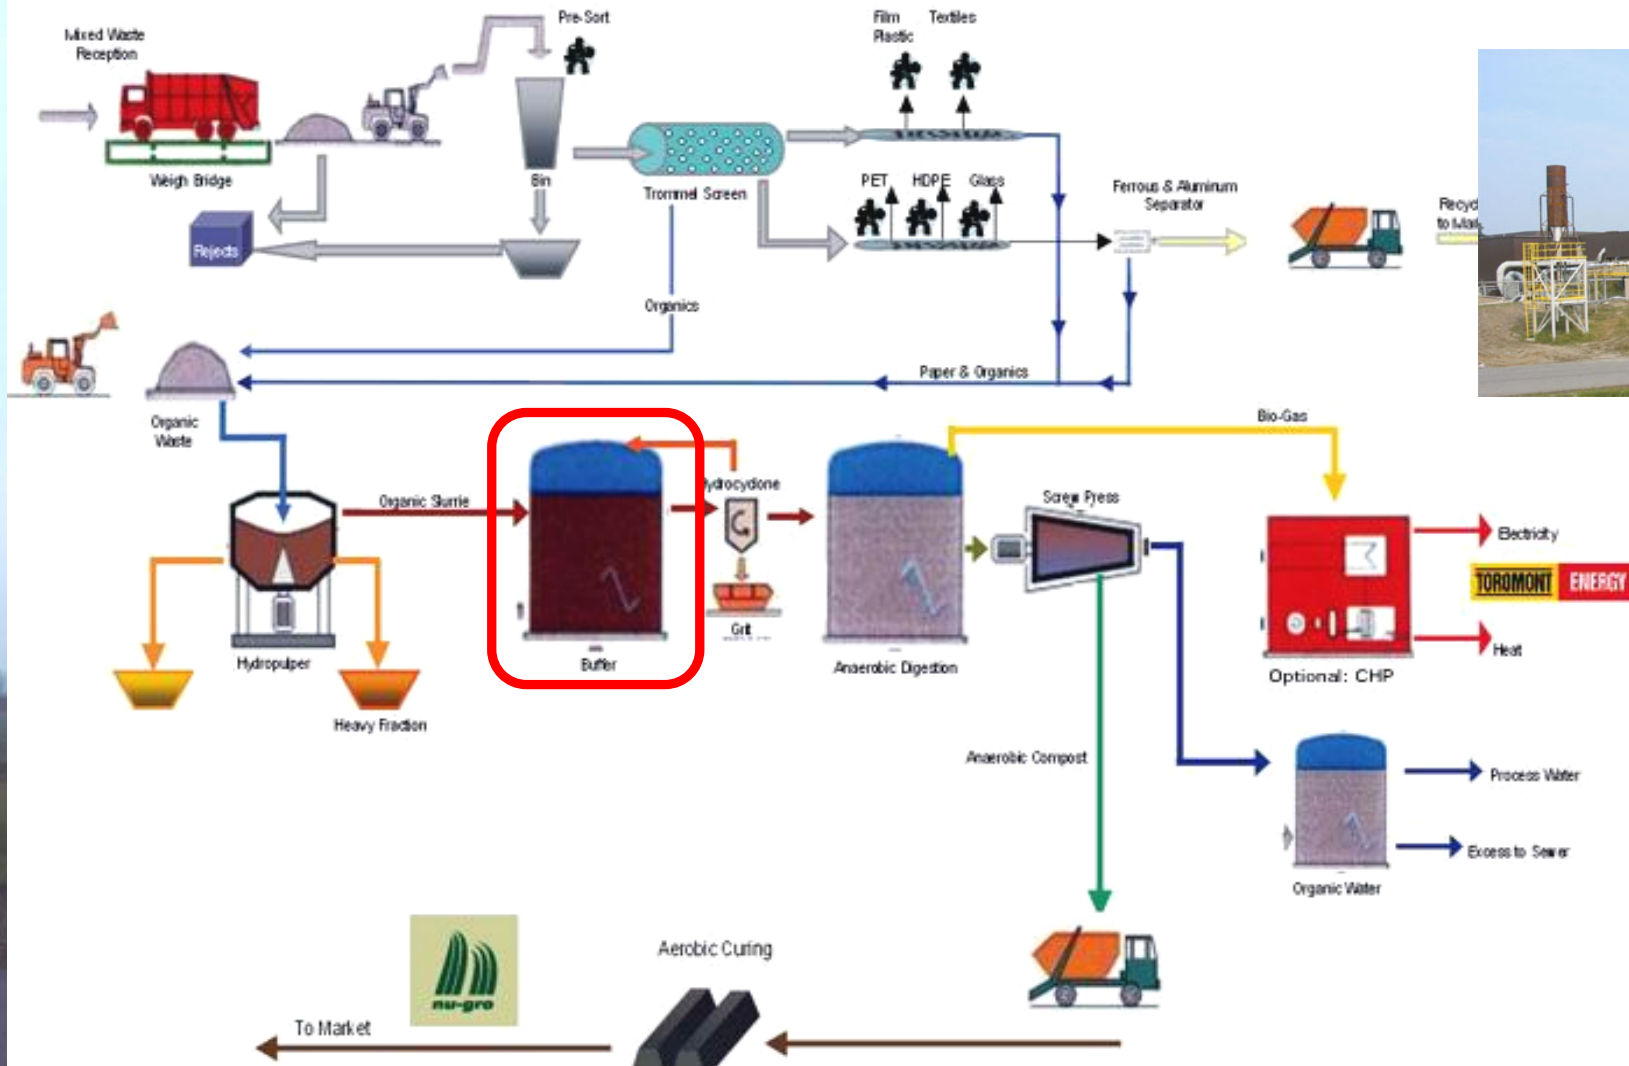 Mixed Waste
Reception
Pre-Sort
Film
Plastic
Textiles
Weigh Bridge
Bin
Trommel Screen
PET
HDPE
Glass
Ferrous & Aluminum
Separator
Rejects
Organics
Paper & Organics
Organic
Waste
Bio-Gas
Organic Slurrie
Screw Press
Electricity
TOROMONT ENERGY
Grit
Hydropulper
Buffer
Anaerobic Digestion
Heat
Optional: CHP
Heavy Fraction
Anaerobic Compost
Process Water
Excess to Sewer
Organic Water
Aerobic Curing
nu-gro
To Market